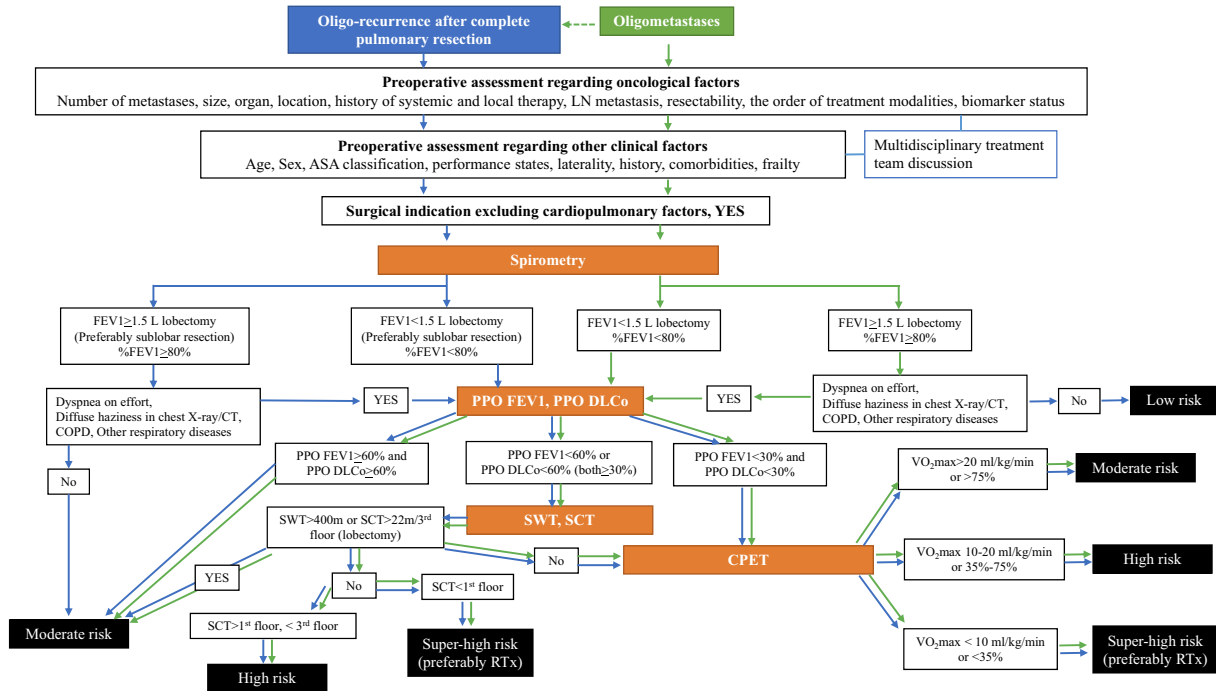 Oligo-recurrence after complete
pulmonary resection
Oligometastases
Preoperative assessment regarding oncological factors
Number of metastases, size, organ, location, history of systemic and local therapy, LN metastasis, resectability, the order of treatment modalities, biomarker status
Preoperative assessment regarding other clinical factors
Age, Sex, ASA classification, performance states, laterality, history, comorbidities, frailty
Multidisciplinary treatment
team discussion
Surgical indication excluding cardiopulmonary factors, YES
Spirometry
FEV1≥1.5 L lobectomy
(Preferably sublobar resection)
%FEV1≥80%
FEV1<1.5 L lobectomy
(Preferably sublobar resection)
%FEV1<80%
FEV1<1.5 L lobectomy
%FEV1<80%
FEV1≥1.5 L lobectomy
%FEV1≥80%
Dyspnea on effort,
Diffuse haziness in chest X-ray/CT,
COPD, Other respiratory diseases
YES
PPO FEV1, PPO DLCo
YES
Dyspnea on effort,
Diffuse haziness in chest X-ray/CT,
COPD, Other respiratory diseases
No
Low risk
No
PPO FEV1≥60% and
PPO DLCo≥60%
PPO FEV1<60% or
PPO DLCo<60% (both≥30%)
PPO FEV1<30% and
PPO DLCo<30%
VO2max>20 ml/kg/min
or >75%
Moderate risk
SWT>400m or SCT>22m/3rd
floor (lobectomy)
SWT, SCT
YES
No
No
CPET
VO2max 10-20 ml/kg/min
or 35%-75%
High risk
SCT<1st floor
Moderate risk
SCT>1st floor, < 3rd floor
Super-high risk
(preferably RTx)
High risk
VO2max < 10 ml/kg/min
or <35%
Super-high risk
(preferably RTx)